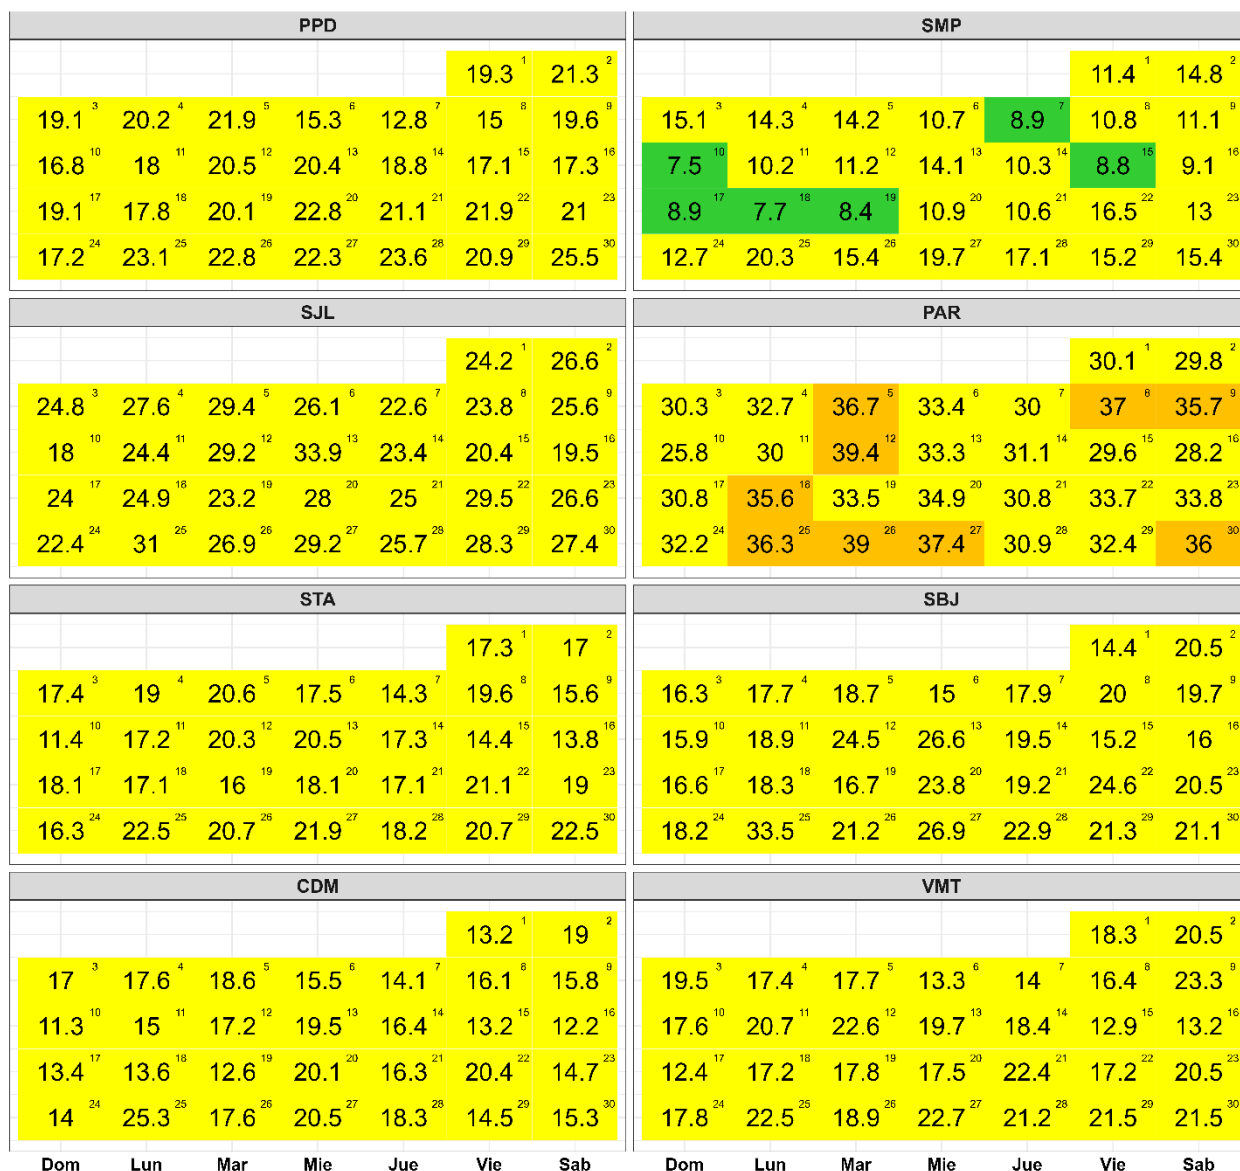 PPD SMP
19.3 1 21.3 2 11.4 1 14.8 2
19.1 3 20.2 4 21.9 5 15.3 6 12.8 7 15 8 19.6 9 15.1 3 14.3 4 14.2 5 10.7 6 8.9 7 10.8 8 11.1 9
16.8 10 18 11 20.5 12 20.4 13 18.8 14 17.1 15 17.3 16 7.5 10 10.2 11 11.2 12 14.1 13 10.3 14 8.8 15 9.1 16
19.1 17 17.8 18 20.1 19 22.8 20 21.1 21 21.9 22 21 23 8.9 17 7.7 18 8.4 19 10.9 20 10.6 21 16.5 22 13 23
17.2 24 23.1 25 22.8 26 22.3 27 23.6 28 20.9 29 25.5 30 12.7 24 20.3 25 15.4 26 19.7 27 17.1 28 15.2 29 15.4 30
SJL PAR
24.2 1 26.6 2 30.1 1 29.8 2
24.8 3 27.6 4 29.4 5 26.1 6 22.6 7 23.8 8 25.6 9 30.3 3 32.7 4 36.7 5 33.4 6 30 7 37 8 35.7 9
18 10 24.4 11 29.2 12 33.9 13 23.4 14 20.4 15 19.5 16 25.8 10 30 11 39.4 12 33.3 13 31.1 14 29.6 15 28.2 16
24 17 24.9 18 23.2 19 28 20 25 21 29.5 22 26.6 23 30.8 17 35.6 18 33.5 19 34.9 20 30.8 21 33.7 22 33.8 23
22.4 24 31 25 26.9 26 29.2 27 25.7 28 28.3 29 27.4 30 32.2 24 36.3 25 39 26 37.4 27 30.9 28 32.4 29 36 30
STA SBJ
17.3 1 17 2 14.4 1 20.5 2
17.4 3 19 4 20.6 5 17.5 6 14.3 7 19.6 8 15.6 9 16.3 3 17.7 4 18.7 5 15 6 17.9 7 20 8 19.7 9
11.4 10 17.2 11 20.3 12 20.5 13 17.3 14 14.4 15 13.8 16 15.9 10 18.9 11 24.5 12 26.6 13 19.5 14 15.2 15 16 16
18.1 17 17.1 18 16 19 18.1 20 17.1 21 21.1 22 19 23 16.6 17 18.3 18 16.7 19 23.8 20 19.2 21 24.6 22 20.5 23
16.3 24 22.5 25 20.7 26 21.9 27 18.2 28 20.7 29 22.5 30 18.2 24 33.5 25 21.2 26 26.9 27 22.9 28 21.3 29 21.1 30
CDM VMT
13.2 1 19 2 18.3 1 20.5 2
17 3 17.6 4 18.6 5 15.5 6 14.1 7 16.1 8 15.8 9 19.5 3 17.4 4 17.7 5 13.3 6 14 7 16.4 8 23.3 9
11.3 10 15 11 17.2 12 19.5 13 16.4 14 13.2 15 12.2 16 17.6 10 20.7 11 22.6 12 19.7 13 18.4 14 12.9 15 13.2 16
13.4 17 13.6 18 12.6 19 20.1 20 16.3 21 20.4 22 14.7 23 12.4 17 17.2 18 17.8 19 17.5 20 22.4 21 17.2 22 20.5 23
14 24 25.3 25 17.6 26 20.5 27 18.3 28 14.5 29 15.3 30 17.8 24 22.5 25 18.9 26 22.7 27 21.2 28 21.5 29 21.5 30
Dom Lun Mar Mie Jue Vie Sab Dom Lun Mar Mie Jue Vie Sab